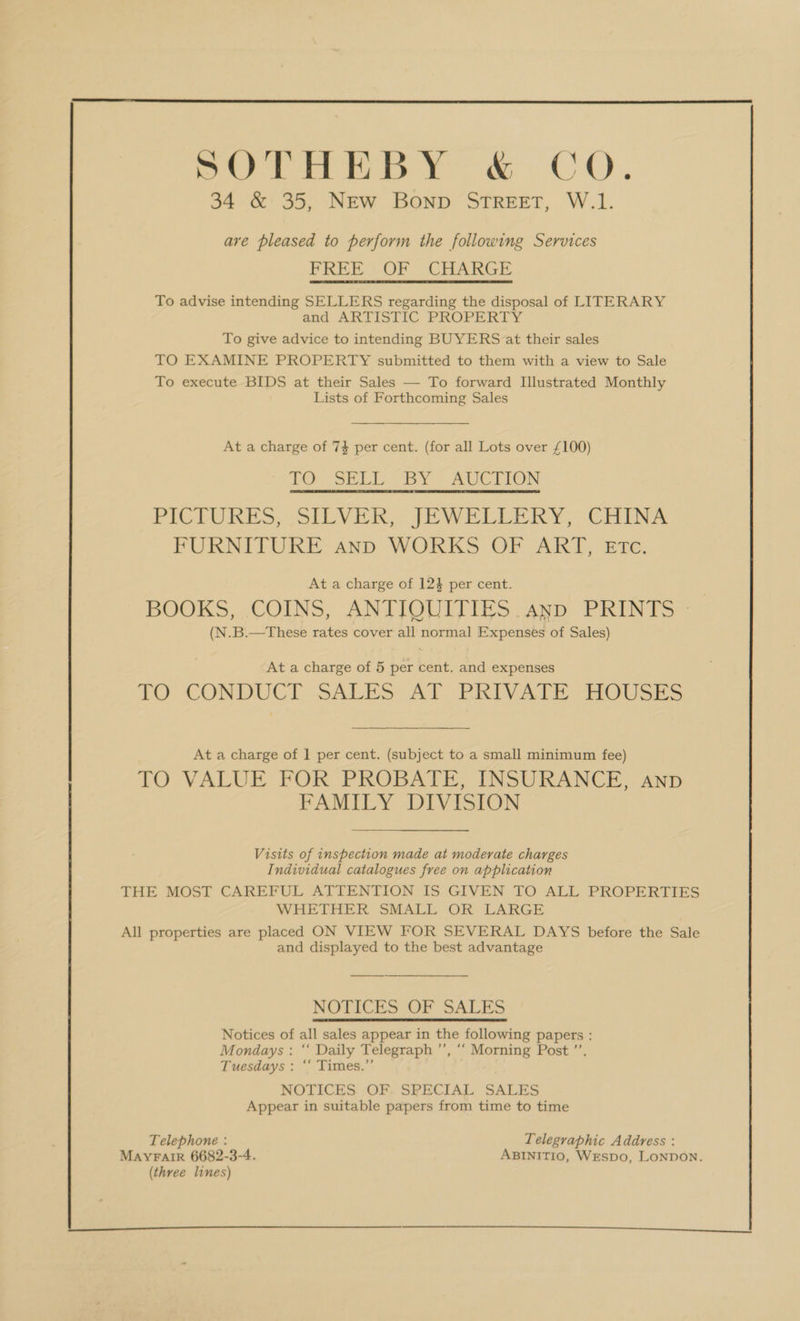 SOTHEBY & CO.
34 & 35, NEW BOND STREET, W.1.
are pleased to perform the following Services
FREE OF CHARGE
To advise intending SELLERS regarding the disposal of LITERARY
and ARTISTIC PROPERTY
To give advice to intending BUYERS at their sales
TO EXAMINE PROPERTY submitted to them with a view to Sale
To execute BIDS at their Sales — To forward Illustrated Monthly
Lists of Forthcoming Sales
At a charge of 7½ per cent. (for all Lots over £100)
TO SELL BY AUCTION
PICTURES, SILVER, JEWELLERY, CHINA
FURNITURE AND WORKS OF ART, ETC.
At a charge of 12½ per cent.
BOOKS, COINS, ANTIQUITIES AND PRINTS
(N.B.—These rates cover all normal Expenses of Sales)
At a charge of 5 per cent. and expenses
TO CONDUCT SALES AT PRIVATE HOUSES
At a charge of 1 per cent. (subject to a small minimum fee)
TO VALUE FOR PROBATE, INSURANCE, AND
FAMILY DIVISION
Visits of inspection made at moderate charges
Individual catalogues free on application
THE MOST CAREFUL ATTENTION IS GIVEN TO ALL PROPERTIES
WHETHER SMALL OR LARGE
All properties are placed ON VIEW FOR SEVERAL DAYS before the Sale
and displayed to the best advantage
NOTICES OF SALES
Notices of all sales appear in the following papers :
Mondays : “ Daily Telegraph ”, “ Morning Post ”.
Tuesdays : “ Times.”
NOTICES OF SPECIAL SALES
Appear in suitable papers from time to time
Telephone : Telegraphic Address :
MAYFAIR 6682-3-4. ABINITIO, WESDO, LONDON.
(three lines)